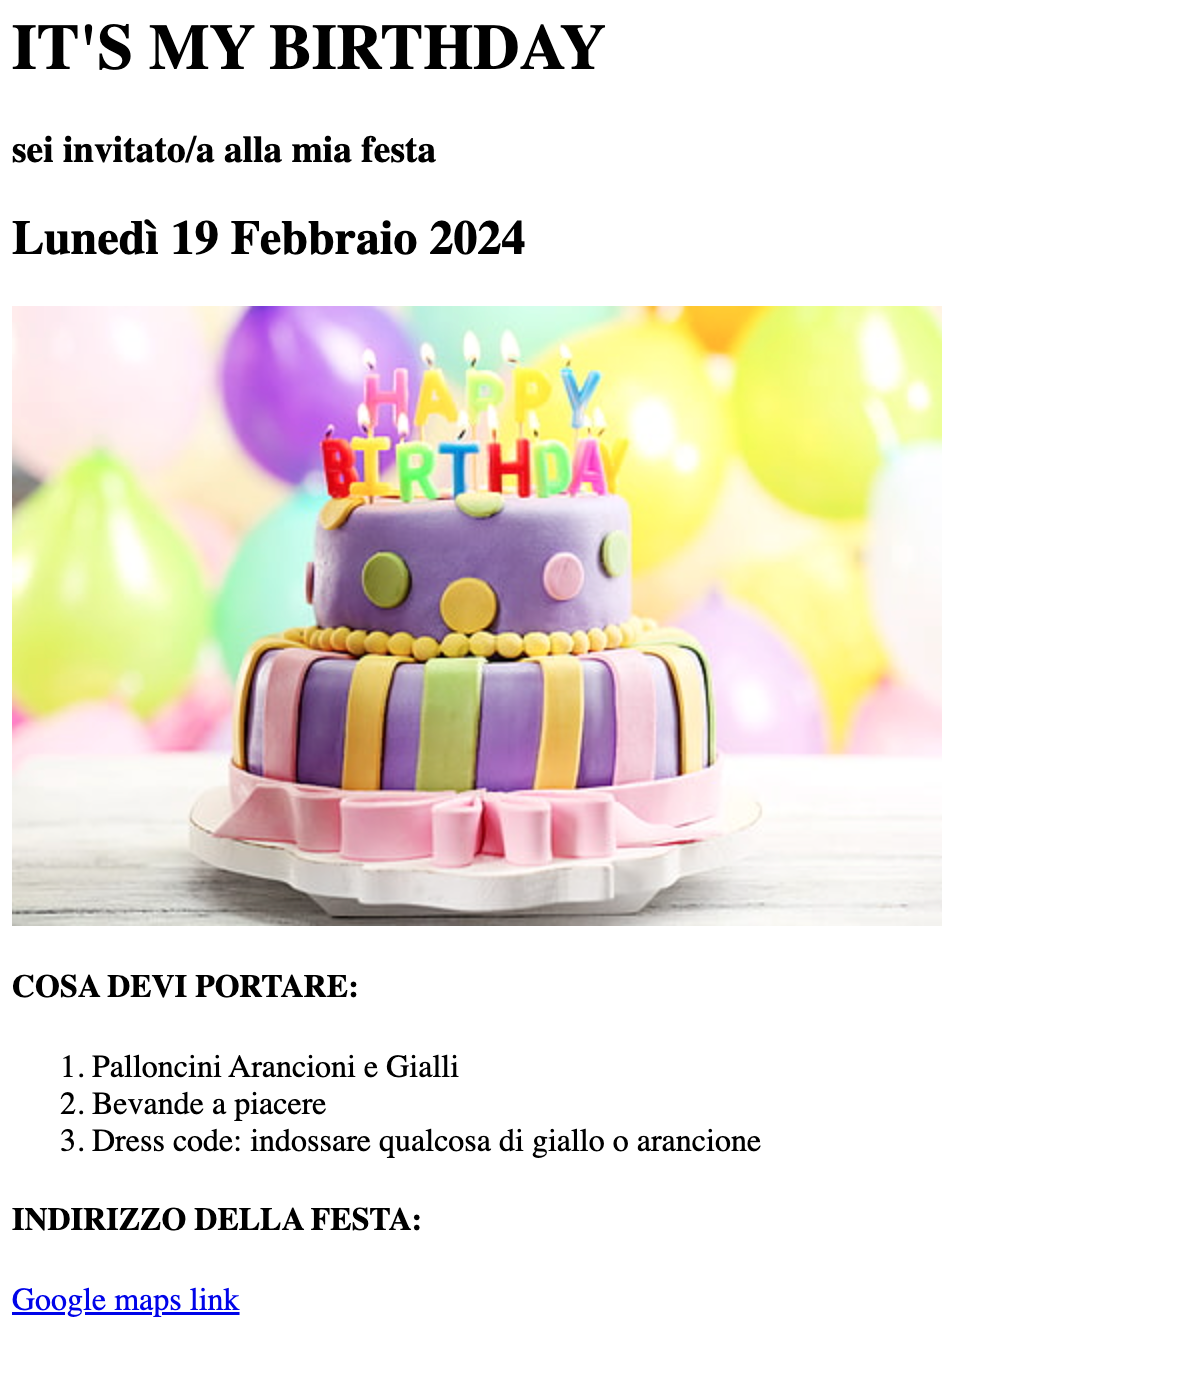 IT'S MY BIRTHDAY
sei invitato/a alla mia festa
Lunedì 19 Febbraio 2024
HAPPY
BIRTHDAY
COSA DEVI PORTARE:
1. Palloncini Arancioni e Gialli
2. Bevande a piacere
3. Dress code: indossare qualcosa di giallo o arancione
INDIRIZZO DELLA FESTA:
Google maps link